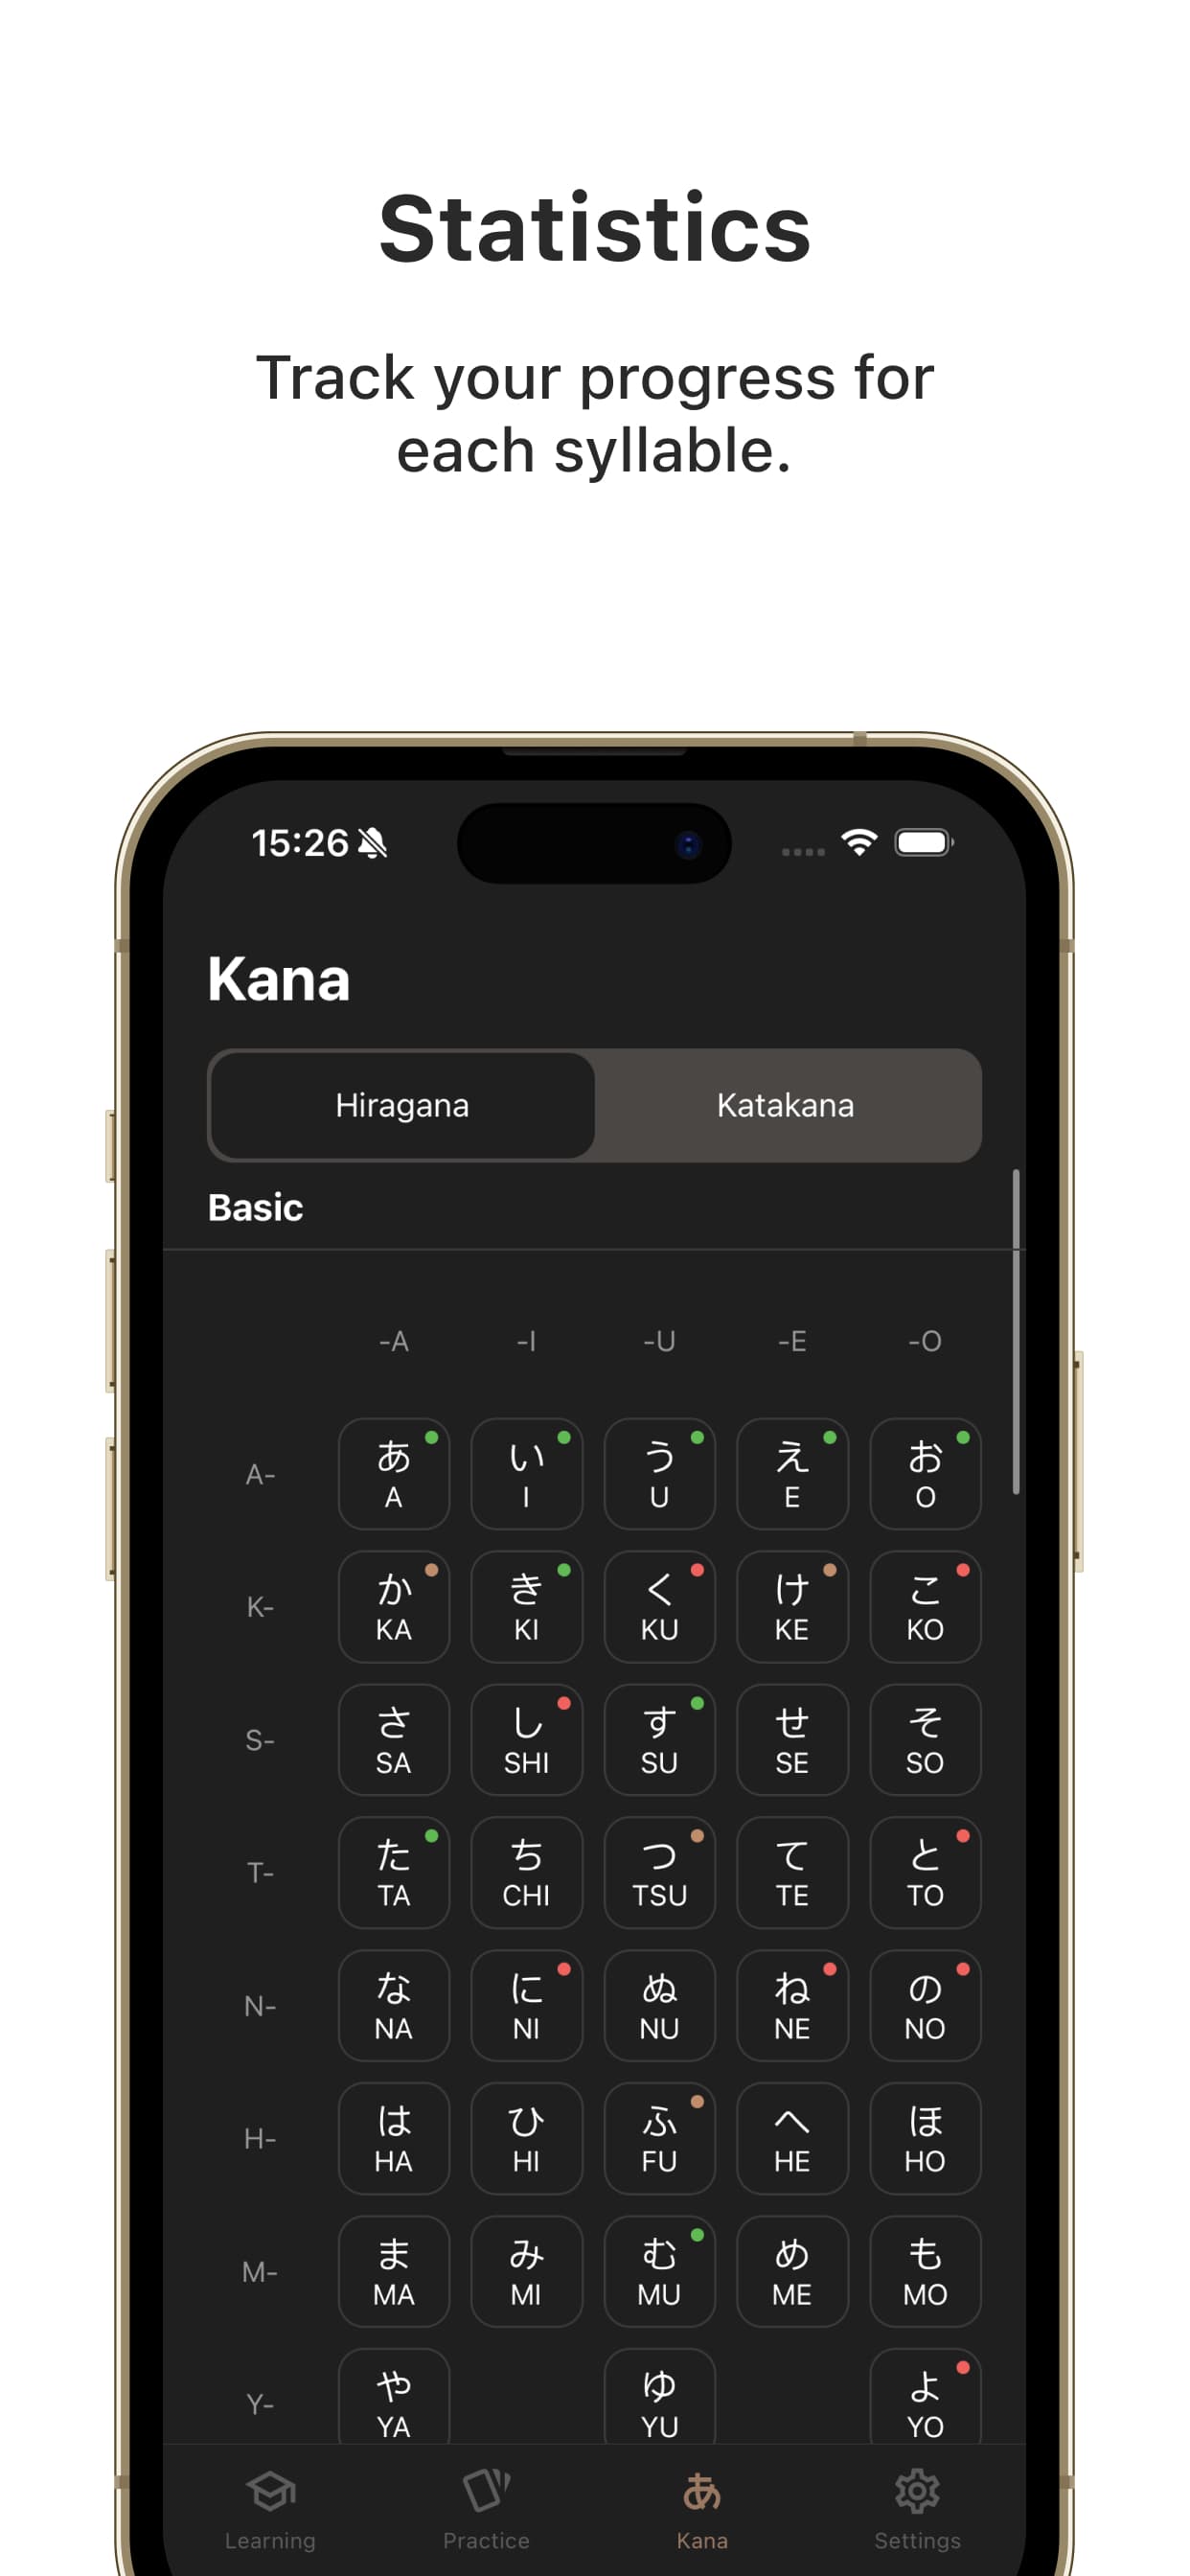 Statistics
Track your progress for
each syllable.
15:26
Kana
Hiragana Katakana
Basic
-A -I -U -E -O
A- あ い う え お
A I U E O
K- か き く け こ
KA KI KU KE KO
S- さ し す せ そ
SA SHI SU SE SO
T- た ち つ て と
TA CHI TSU TE TO
N- な に ぬ ね の
NA NI NU NE NO
H- は ひ ふ へ ほ
HA HI FU HE HO
M- ま み む め も
MA MI MU ME MO
Y- や ゆ よ
YA YU YO
あ
Learning Practice Kana Settings